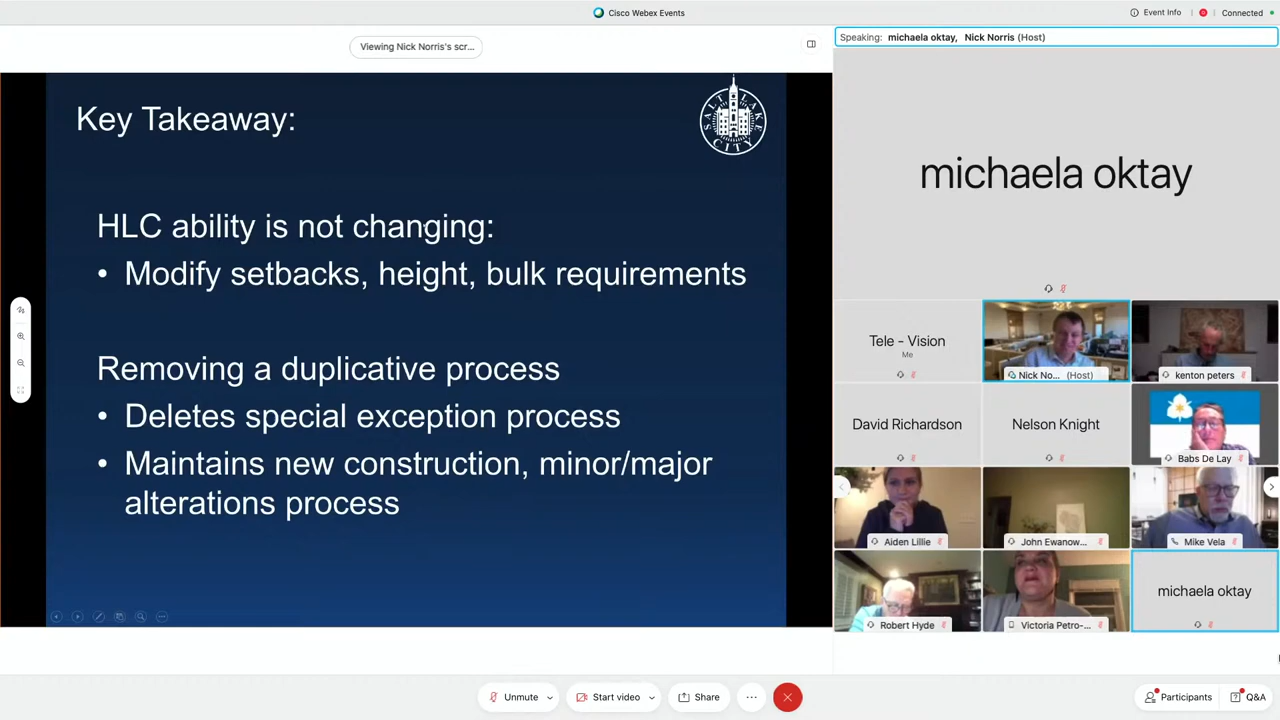 Cisco Webex Events
Event Info
Connected
Viewing Nick Norris's scr...
Speaking: michaela oktay, Nick Norris (Host)
Key Takeaway:
SALT LAKE CITY
HLC ability is not changing:
• Modify setbacks, height, bulk requirements
Removing a duplicative process
• Deletes special exception process
• Maintains new construction, minor/major
alterations process
michaela oktay
Tele - Vision
Me
Nick No... (Host)
kenton peters
David Richardson
Nelson Knight
Babs De Lay
Aiden Lillie
John Ewanow...
Mike Vela
Robert Hyde
Victoria Petro-...
michaela oktay
Unmute
Start video
Share
Participants
Q&A